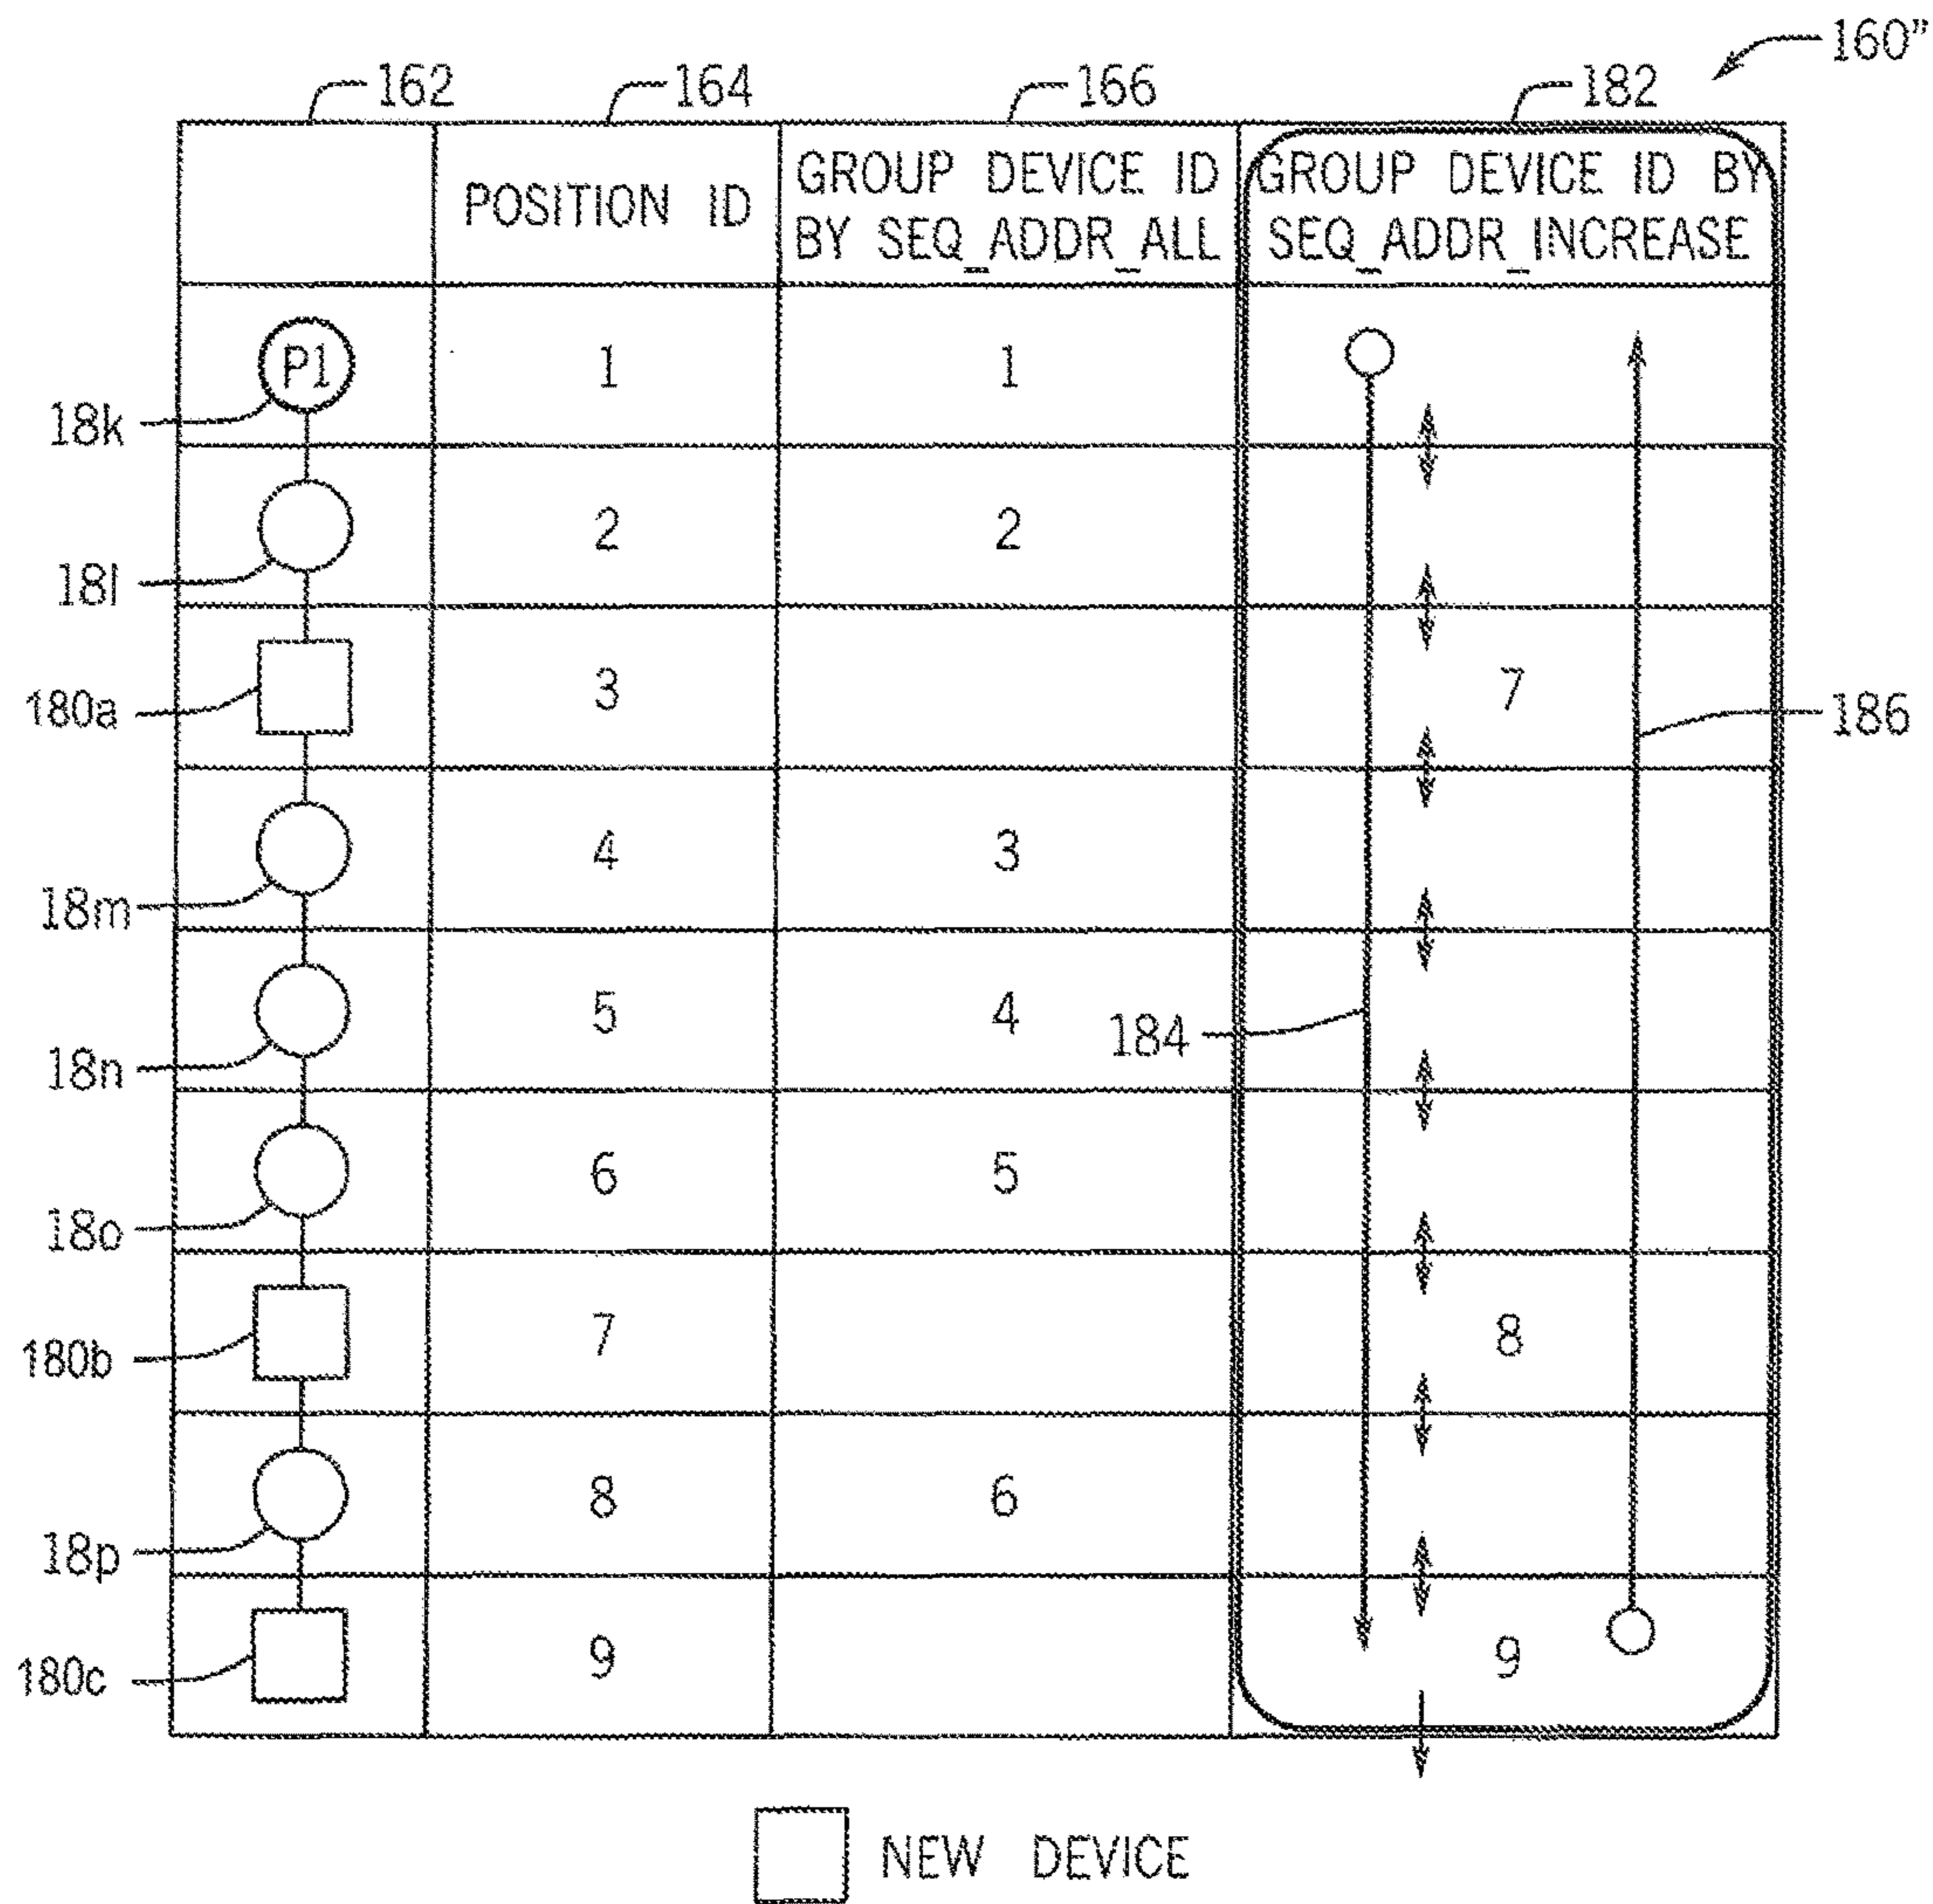 160”
162 164 166 182
POSITION ID
GROUP DEVICE ID
BY SEQ_ADDR_ALL
GROUP DEVICE ID BY
SEQ_ADDR_INCREASE
P1 1 1
18k
2 2
18l
3 7
180a
186
4 3
18m
5 4
184
18n
6 5
18o
7 8
180b
8 6
18p
9 9
180c
NEW DEVICE